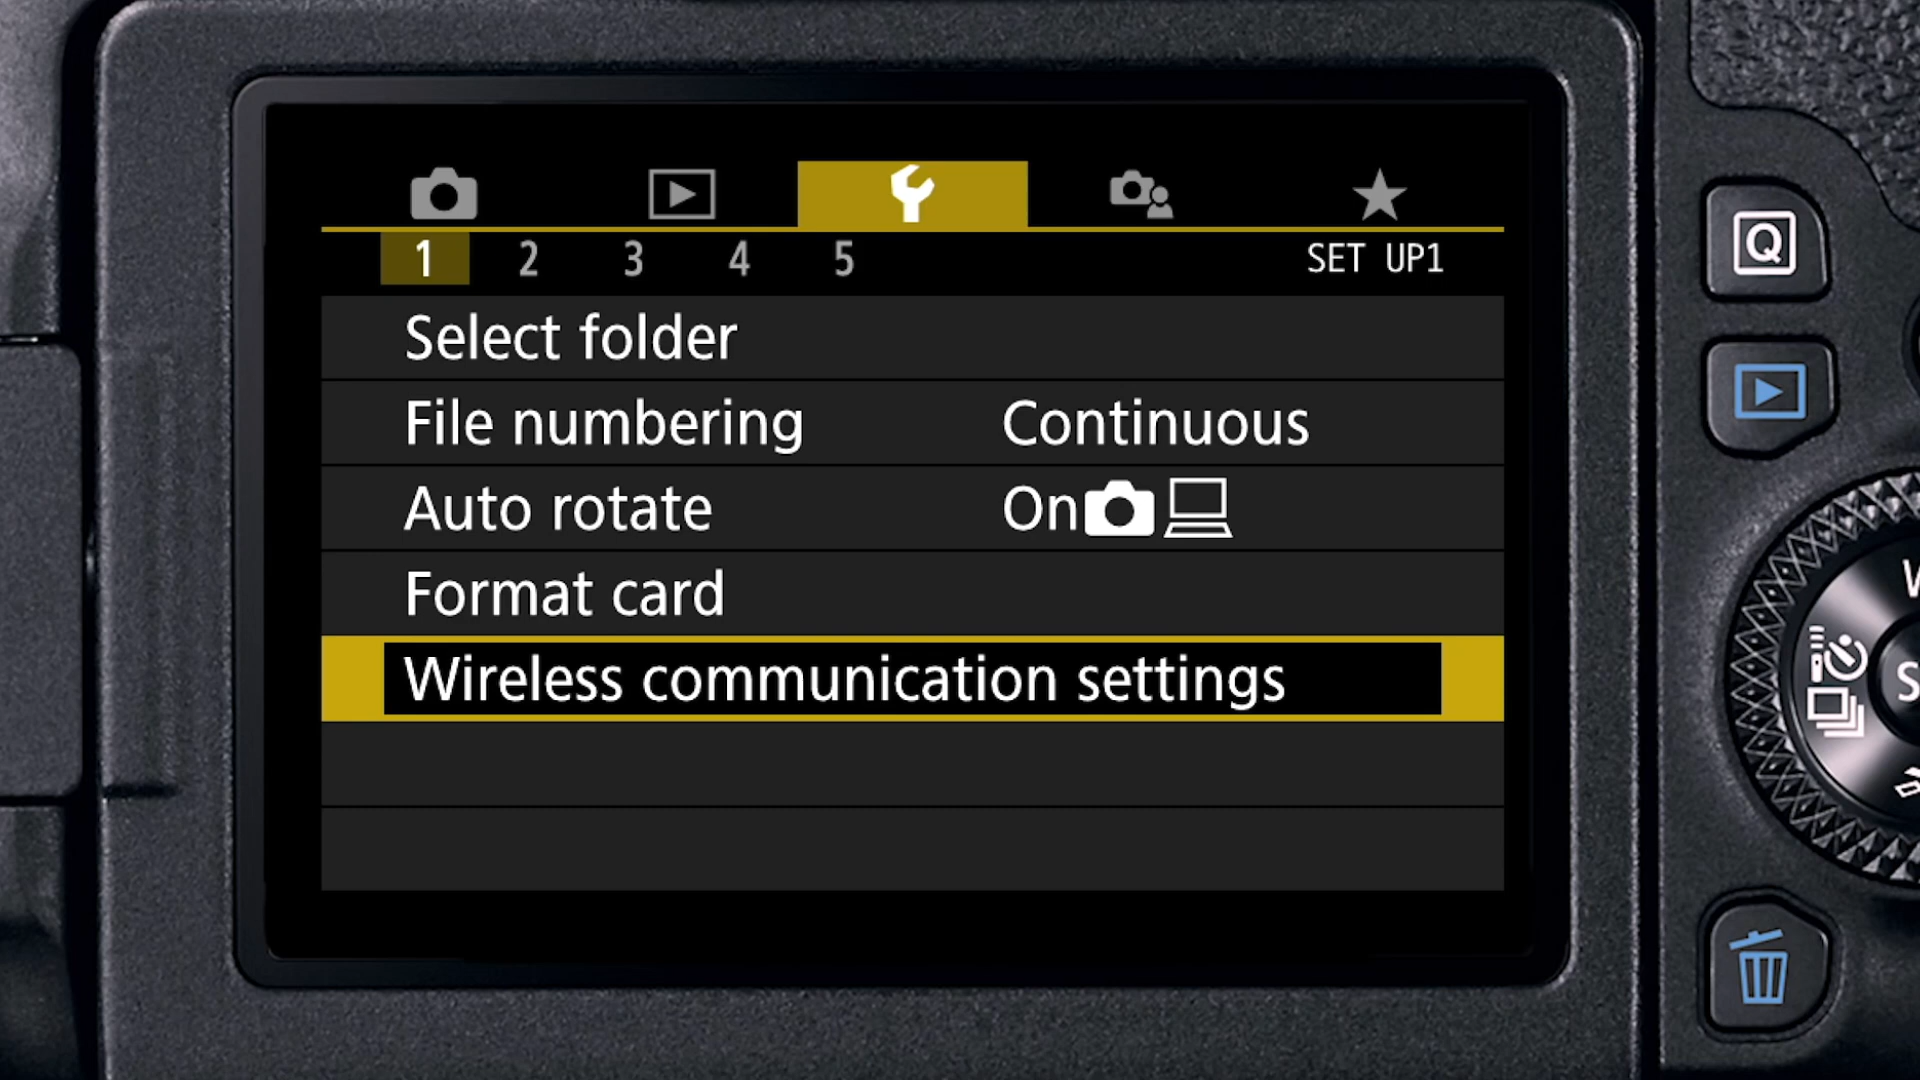 1 2 3 4 5 SET UP1
Select folder
File numbering Continuous
Auto rotate On
Format card
Wireless communication settings
Q